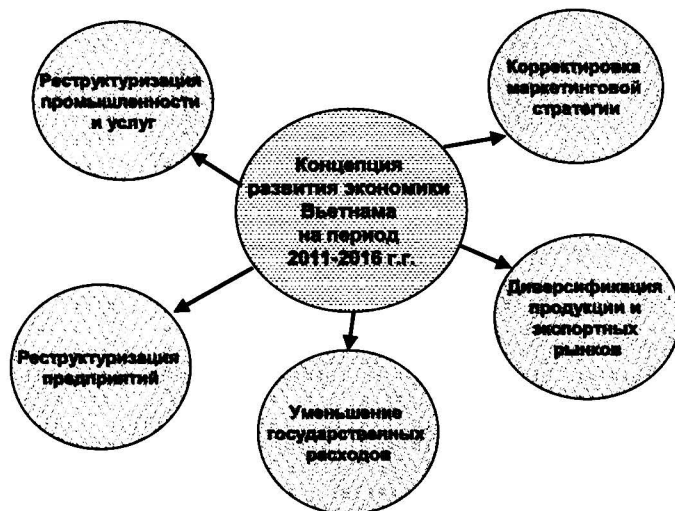 Реструктуризация
промышленности
и услуг
Корректировка
маркетинговой
стратегии
Концепция
развития экономики
Вьетнама
на период
2011-2016 г.г.
Диверсификация
продукции и
экспортных
рынков
Реструктуризация
предприятий
Уменьшение
государственных
расходов